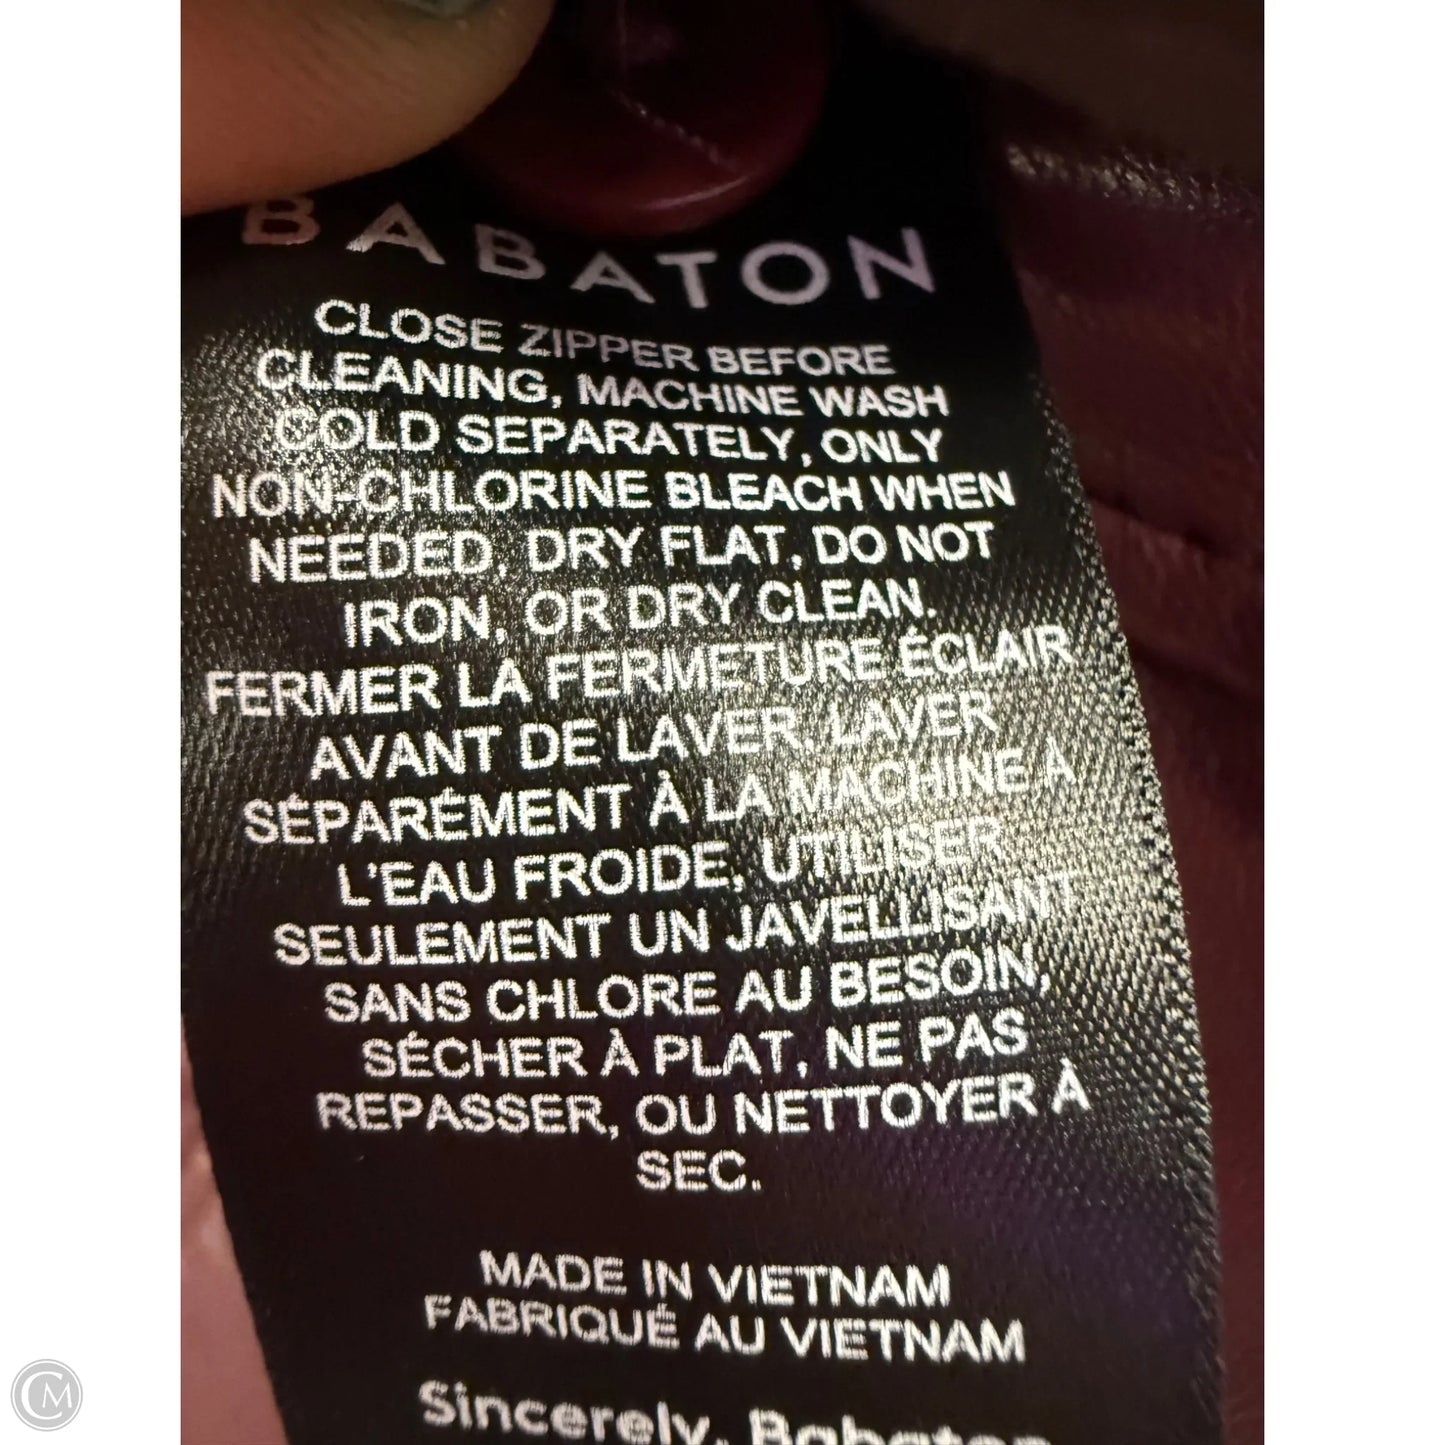 BABATON
CLOSE ZIPPER BEFORE
CLEANING, MACHINE WASH
COLD SEPARATELY, ONLY
NON-CHLORINE BLEACH WHEN
NEEDED, DRY FLAT, DO NOT
IRON, OR DRY CLEAN.
FERMER LA FERMETURE ÉCLAIR
AVANT DE LAVER, LAVER
SÉPARÉMENT À LA MACHINE À
L'EAU FROIDE, UTILISER
SEULEMENT UN JAVELLISANT
SANS CHLORE AU BESOIN,
SÉCHER À PLAT, NE PAS
REPASSER, OU NETTOYER À
SEC.
MADE IN VIETNAM
FABRIQUÉ AU VIETNAM
Sincerely, Babaton
CM